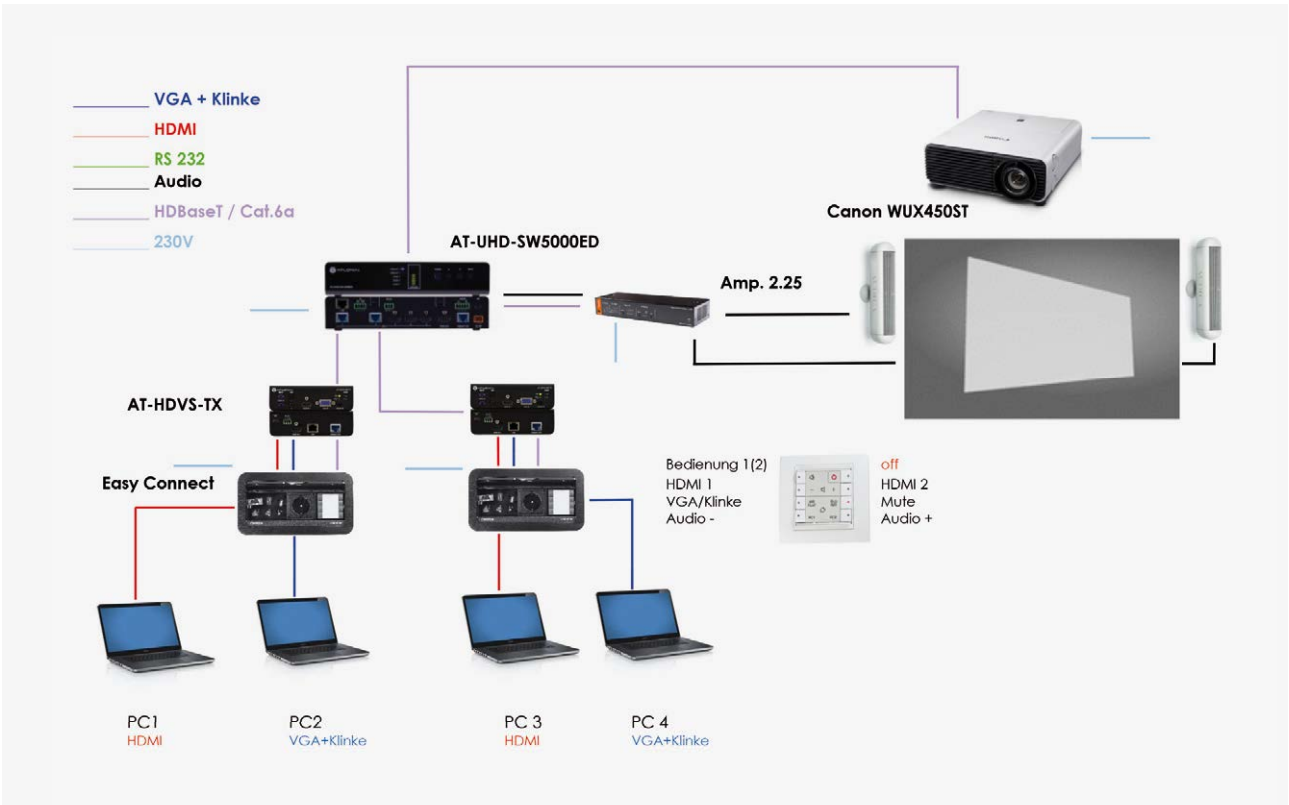 VGA + Klinke
HDMI
RS 232
Audio
HDBaseT / Cat.6a
230V
Canon WUX450ST
AT-UHD-SW5000ED
Amp. 2.25
AT-HDVS-TX
Easy Connect
Bedienung 1(2)
HDMI 1
VGA/Klinke
Audio -
off
HDMI 2
Mute
Audio +
PC1
HDMI
PC2
VGA+Klinke
PC 3
HDMI
PC 4
VGA+Klinke